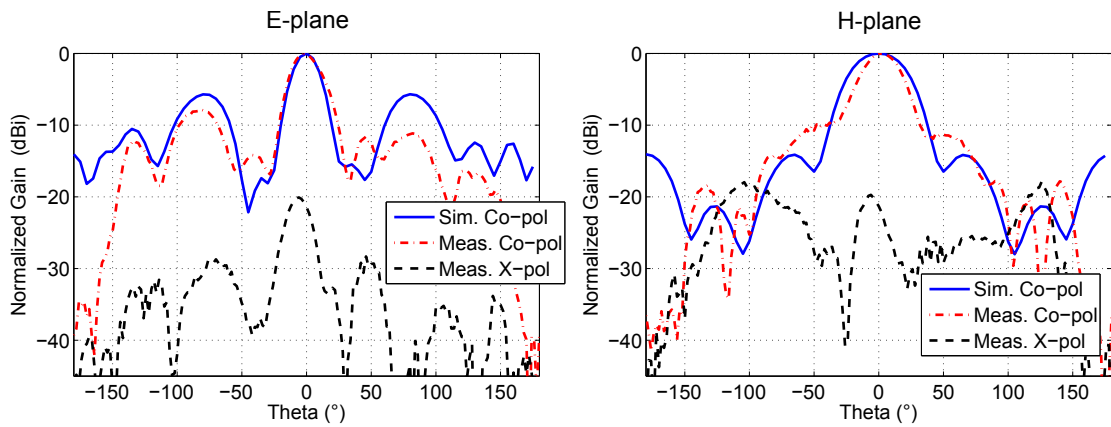 E-plane
Normalized Gain (dBi)
0
−10
−20
−30
−40
−150
−100
−50
0
50
100
150
Theta (°)
Sim. Co−pol
Meas. Co−pol
Meas. X−pol
H-plane
Normalized Gain (dBi)
0
−10
−20
−30
−40
−150
−100
−50
0
50
100
150
Theta (°)
Sim. Co−pol
Meas. Co−pol
Meas. X−pol